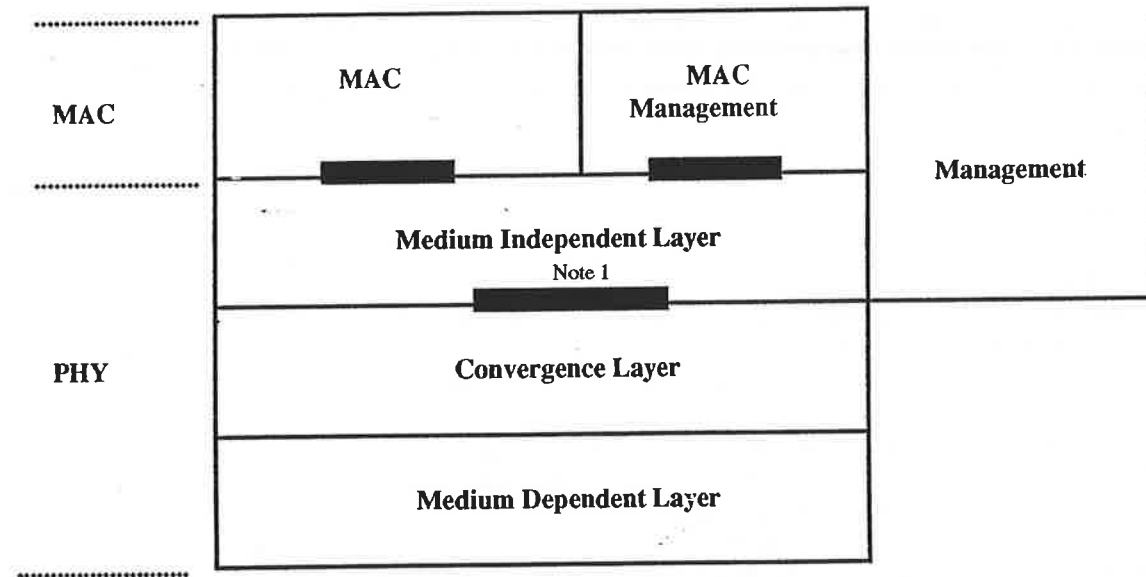 MAC
MAC
MAC
Management
Management
Medium Independent Layer
Note 1
PHY
Convergence Layer
Medium Dependent Layer